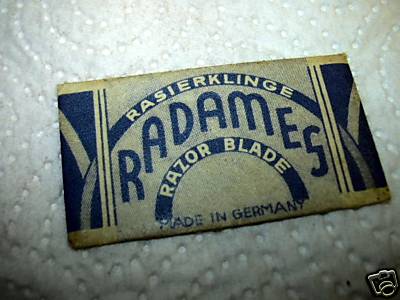 RASIERKLINGE
RADAMES
RAZOR BLADE
MADE IN GERMANY